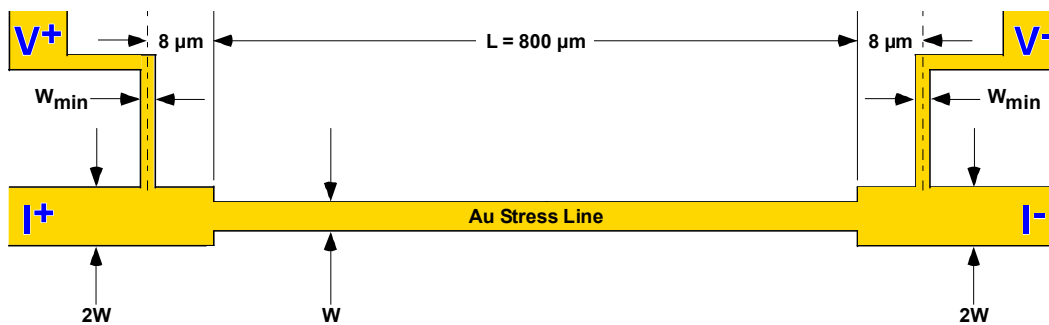 V+
8 µm
L = 800 µm
8 µm
V-
Wmin
Wmin
I+
Au Stress Line
I-
2W
W
2W